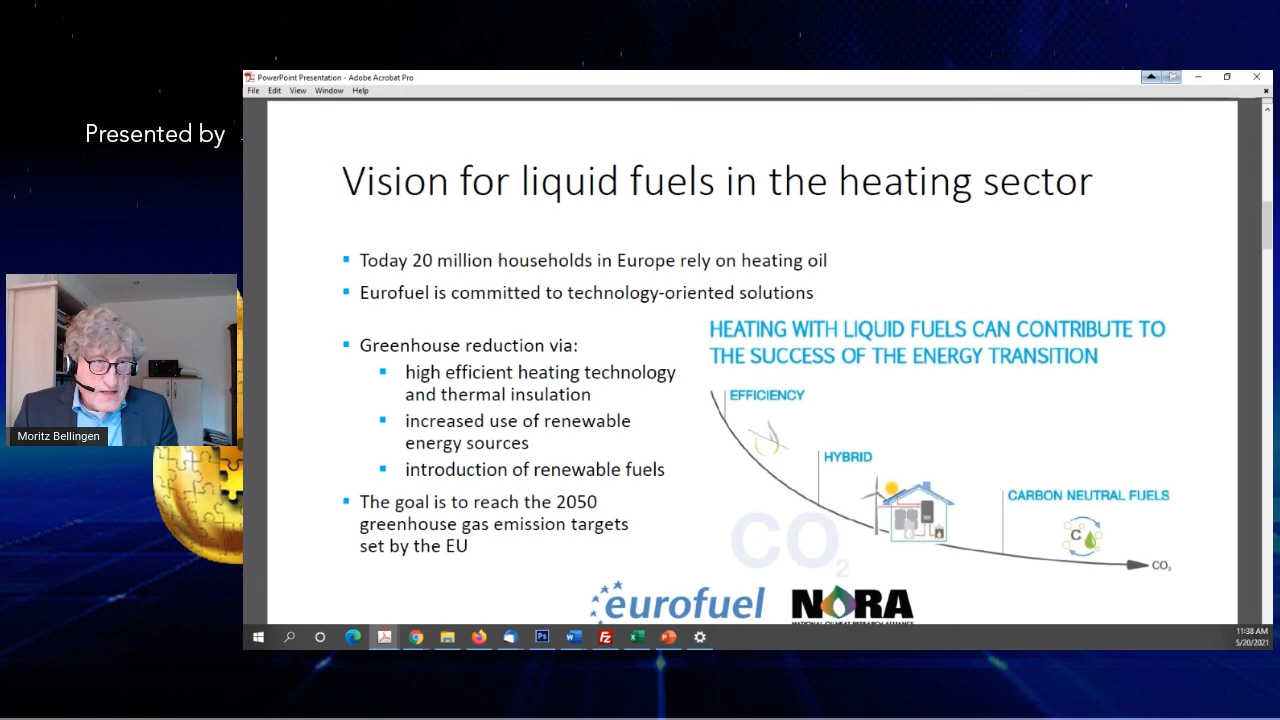 Presented by
PowerPoint Presentation - Adobe Acrobat Pro
File Edit View Window Help
Vision for liquid fuels in the heating sector
Today 20 million households in Europe rely on heating oil
Eurofuel is committed to technology-oriented solutions
Greenhouse reduction via:
high efficient heating technology
and thermal insulation
increased use of renewable
energy sources
introduction of renewable fuels
The goal is to reach the 2050
greenhouse gas emission targets
set by the EU
HEATING WITH LIQUID FUELS CAN CONTRIBUTE TO
THE SUCCESS OF THE ENERGY TRANSITION
EFFICIENCY
HYBRID
CARBON NEUTRAL FUELS
C
CO₂
CO₂
eurofuel
NORA
NATIONAL OILHEAT RESEARCH ALLIANCE
Moritz Bellingen
11:38 AM
5/20/2021